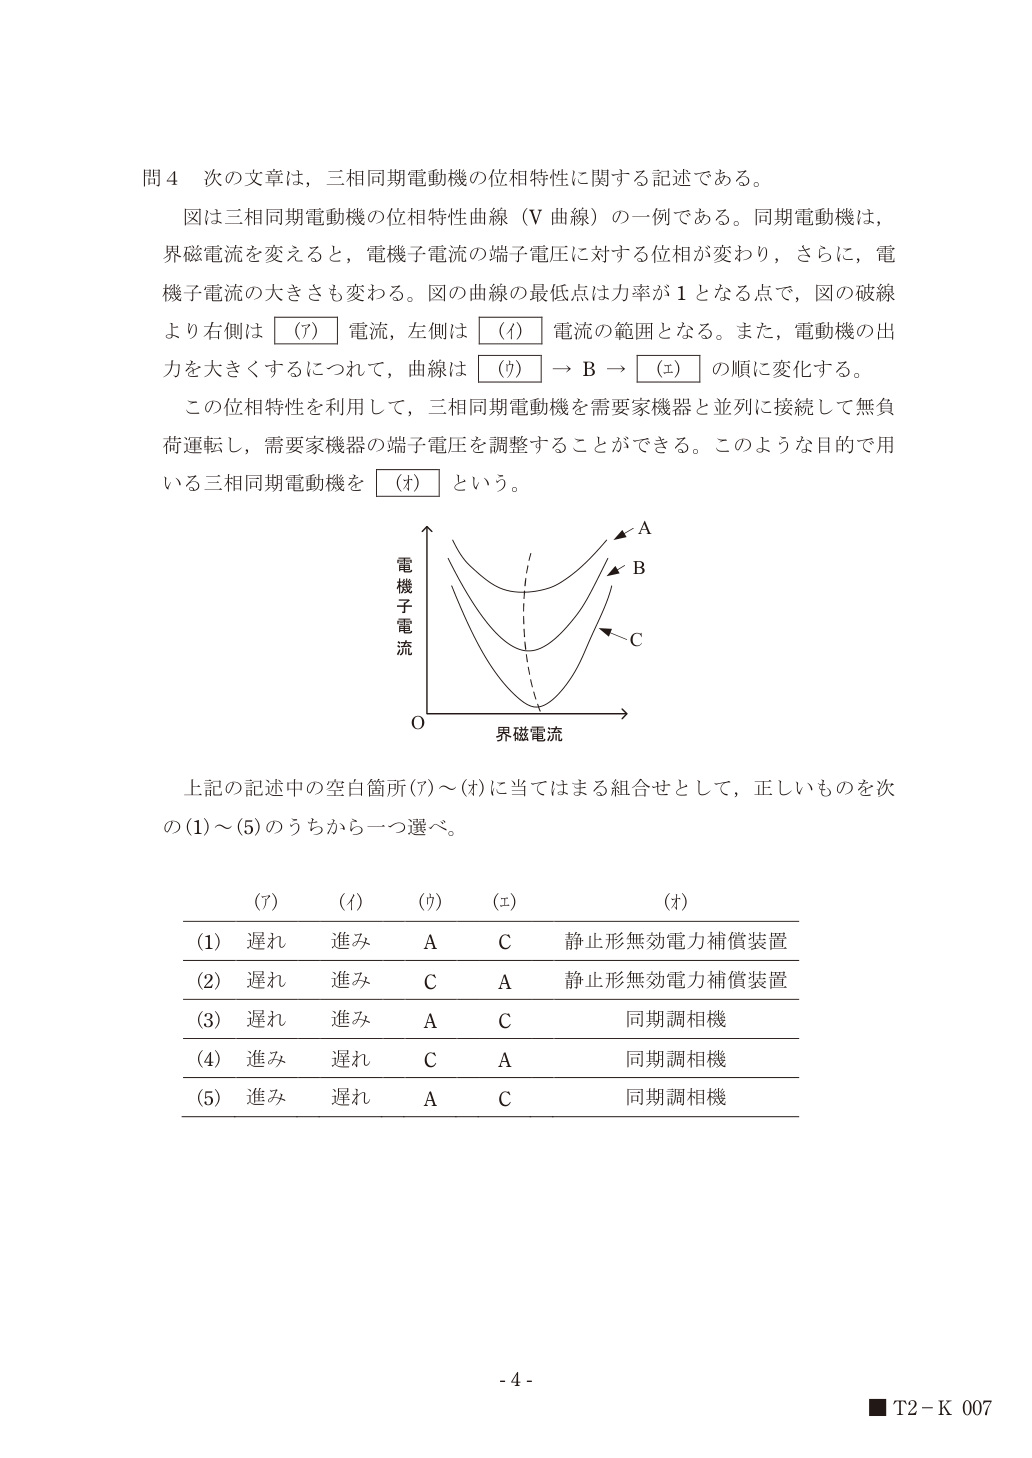 問４　次の文章は，三相同期電動機の位相特性に関する記述である。
図は三相同期電動機の位相特性曲線（V 曲線）の一例である。同期電動機は，
界磁電流を変えると，電機子電流の端子電圧に対する位相が変わり，さらに，電
機子電流の大きさも変わる。図の曲線の最低点は力率が 1 となる点で，図の破線
より右側は (ア) 電流，左側は (イ) 電流の範囲となる。また，電動機の出
力を大きくするにつれて，曲線は (ウ) → B → (エ) の順に変化する。
この位相特性を利用して，三相同期電動機を需要家機器と並列に接続して無負
荷運転し，需要家機器の端子電圧を調整することができる。このような目的で用
いる三相同期電動機を (オ) という。
A
B
C
電機子電流
O
界磁電流
上記の記述中の空白箇所(ア)～(オ)に当てはまる組合せとして，正しいものを次
の(1)～(5)のうちから一つ選べ。
(ア) (イ) (ウ) (エ) (オ)
(1) 遅れ 進み A C 静止形無効電力補償装置
(2) 遅れ 進み C A 静止形無効電力補償装置
(3) 遅れ 進み A C 同期調相機
(4) 進み 遅れ C A 同期調相機
(5) 進み 遅れ A C 同期調相機
- 4 -
■ T2－K 007